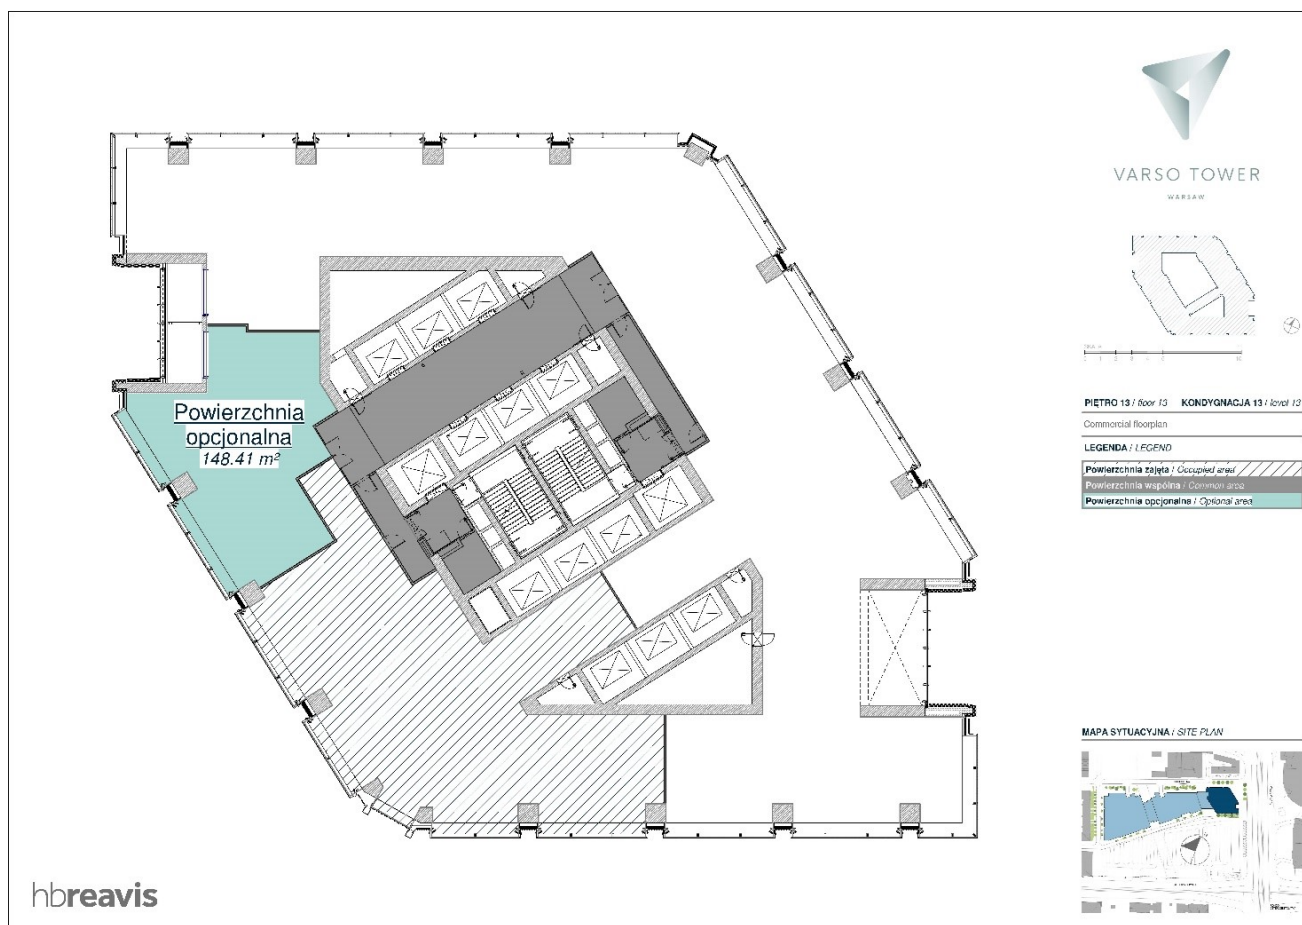 VARSO TOWER
WARSAW
PIĘTRO 13 / floor 13 KONDYGNACJA 13 / level 13
Commercial floorplan
LEGENDA / LEGEND
Powierzchnia zajęta / Occupied area
Powierzchnia wspólna / Common area
Powierzchnia opcjonalna / Optional area
Powierzchnia
opcjonalna
148.41 m²
MAPA SYTUACYJNA / SITE PLAN
hbreavis